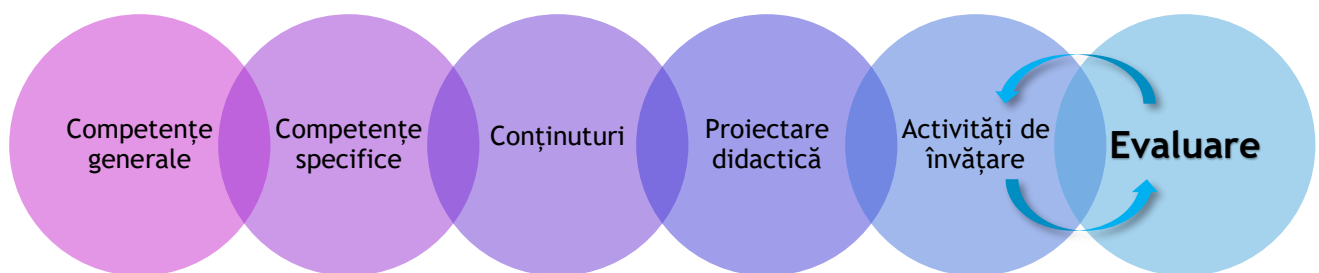 Competențe
generale
Competențe
specifice
Conținuturi
Proiectare
didactică
Activități de
învățare
Evaluare